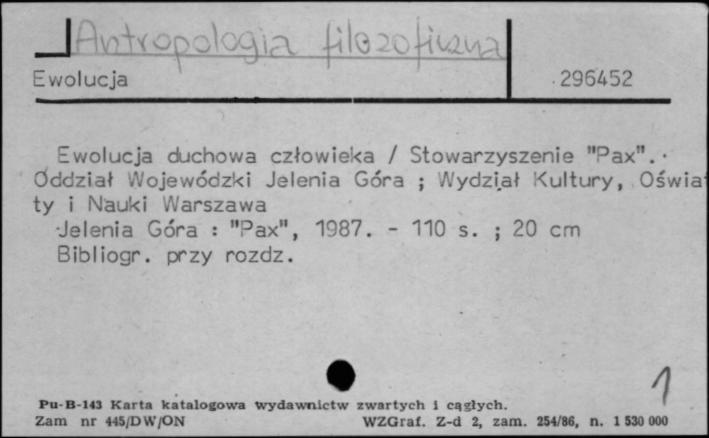 Antropologia filozoficzna
Ewolucja 296452
Ewolucja duchowa człowieka / Stowarzyszenie "Pax".
Oddział Wojewódzki Jelenia Góra ; Wydział Kultury, Oświa
ty i Nauki Warszawa
Jelenia Góra : "Pax", 1987. - 110 s. ; 20 cm
Bibliogr. przy rozdz.
1
Pu-B-143 Karta katalogowa wydawnictw zwartych i ciągłych.
Zam nr 445/DW/ON WZGraf. Z-d 2, zam. 254/86, n. 1 530 000